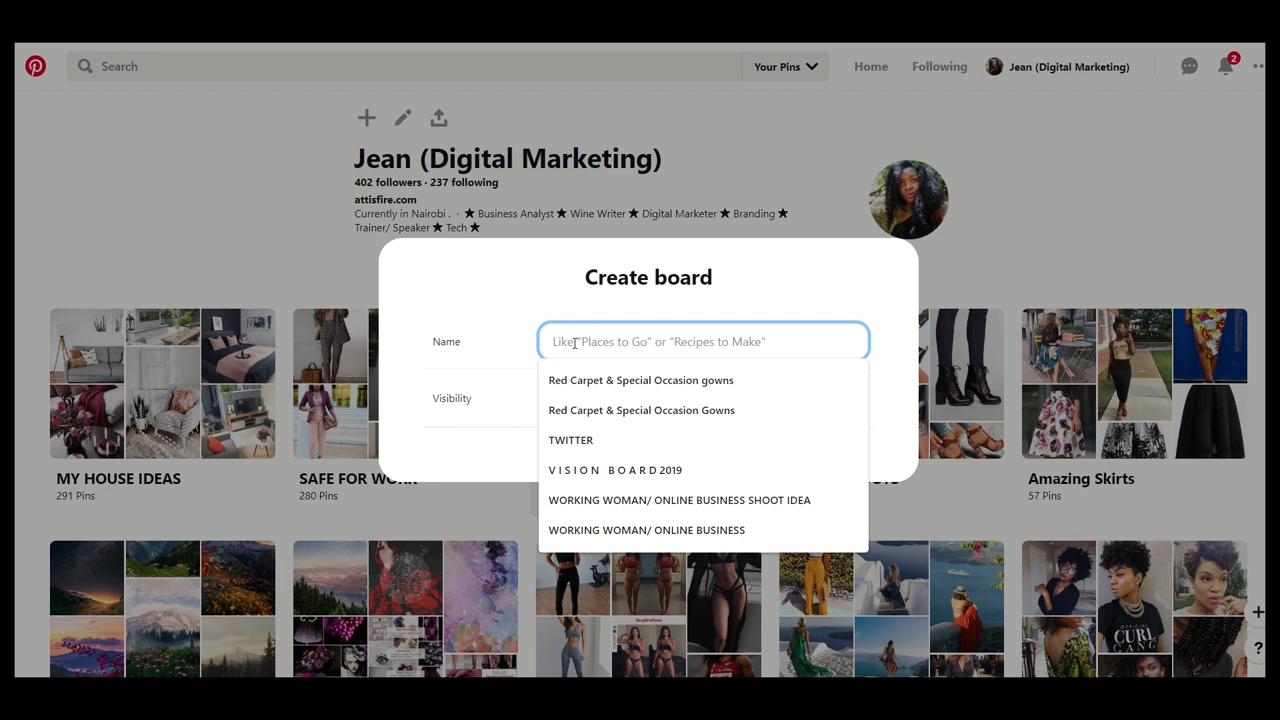 Search
Your Pins
Home
Following
Jean (Digital Marketing)
2
Jean (Digital Marketing)
402 followers · 237 following
attisfire.com
Currently in Nairobi . · ★ Business Analyst ★ Wine Writer ★ Digital Marketer ★ Branding ★
Trainer/ Speaker ★ Tech ★
Create board
Name
Like "Places to Go" or "Recipes to Make"
Visibility
Red Carpet & Special Occasion gowns
Red Carpet & Special Occasion Gowns
TWITTER
V I S I O N B O A R D 2019
WORKING WOMAN/ ONLINE BUSINESS SHOOT IDEA
WORKING WOMAN/ ONLINE BUSINESS
MY HOUSE IDEAS
291 Pins
SAFE FOR WORK
280 Pins
Amazing Skirts
57 Pins
OFFICIAL
CURL
GANG
?